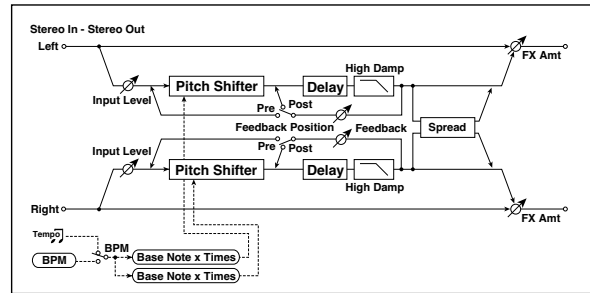 Stereo In - Stereo Out
Left
FX Amt
High Damp
Pitch Shifter
Delay
Input Level
Pre
Post
Feedback Position
Feedback
Spread
Pre
Post
Input Level
Pitch Shifter
Delay
High Damp
Right
FX Amt
Tempo
BPM
BPM
Base Note x Times
Base Note x Times